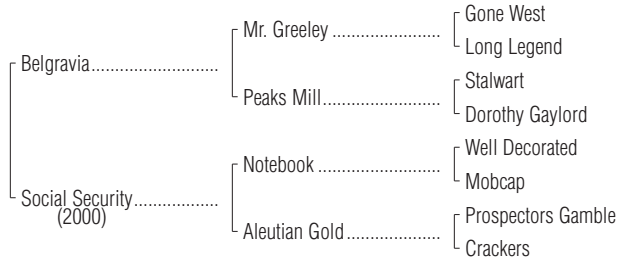 Gone West
Mr. Greeley ....................
Long Legend
Belgravia.......................
Stalwart
Peaks Mill......................
Dorothy Gaylord
Well Decorated
Notebook .......................
Mobcap
Social Security.................
(2000)
Prospectors Gamble
Aleutian Gold..................
Crackers